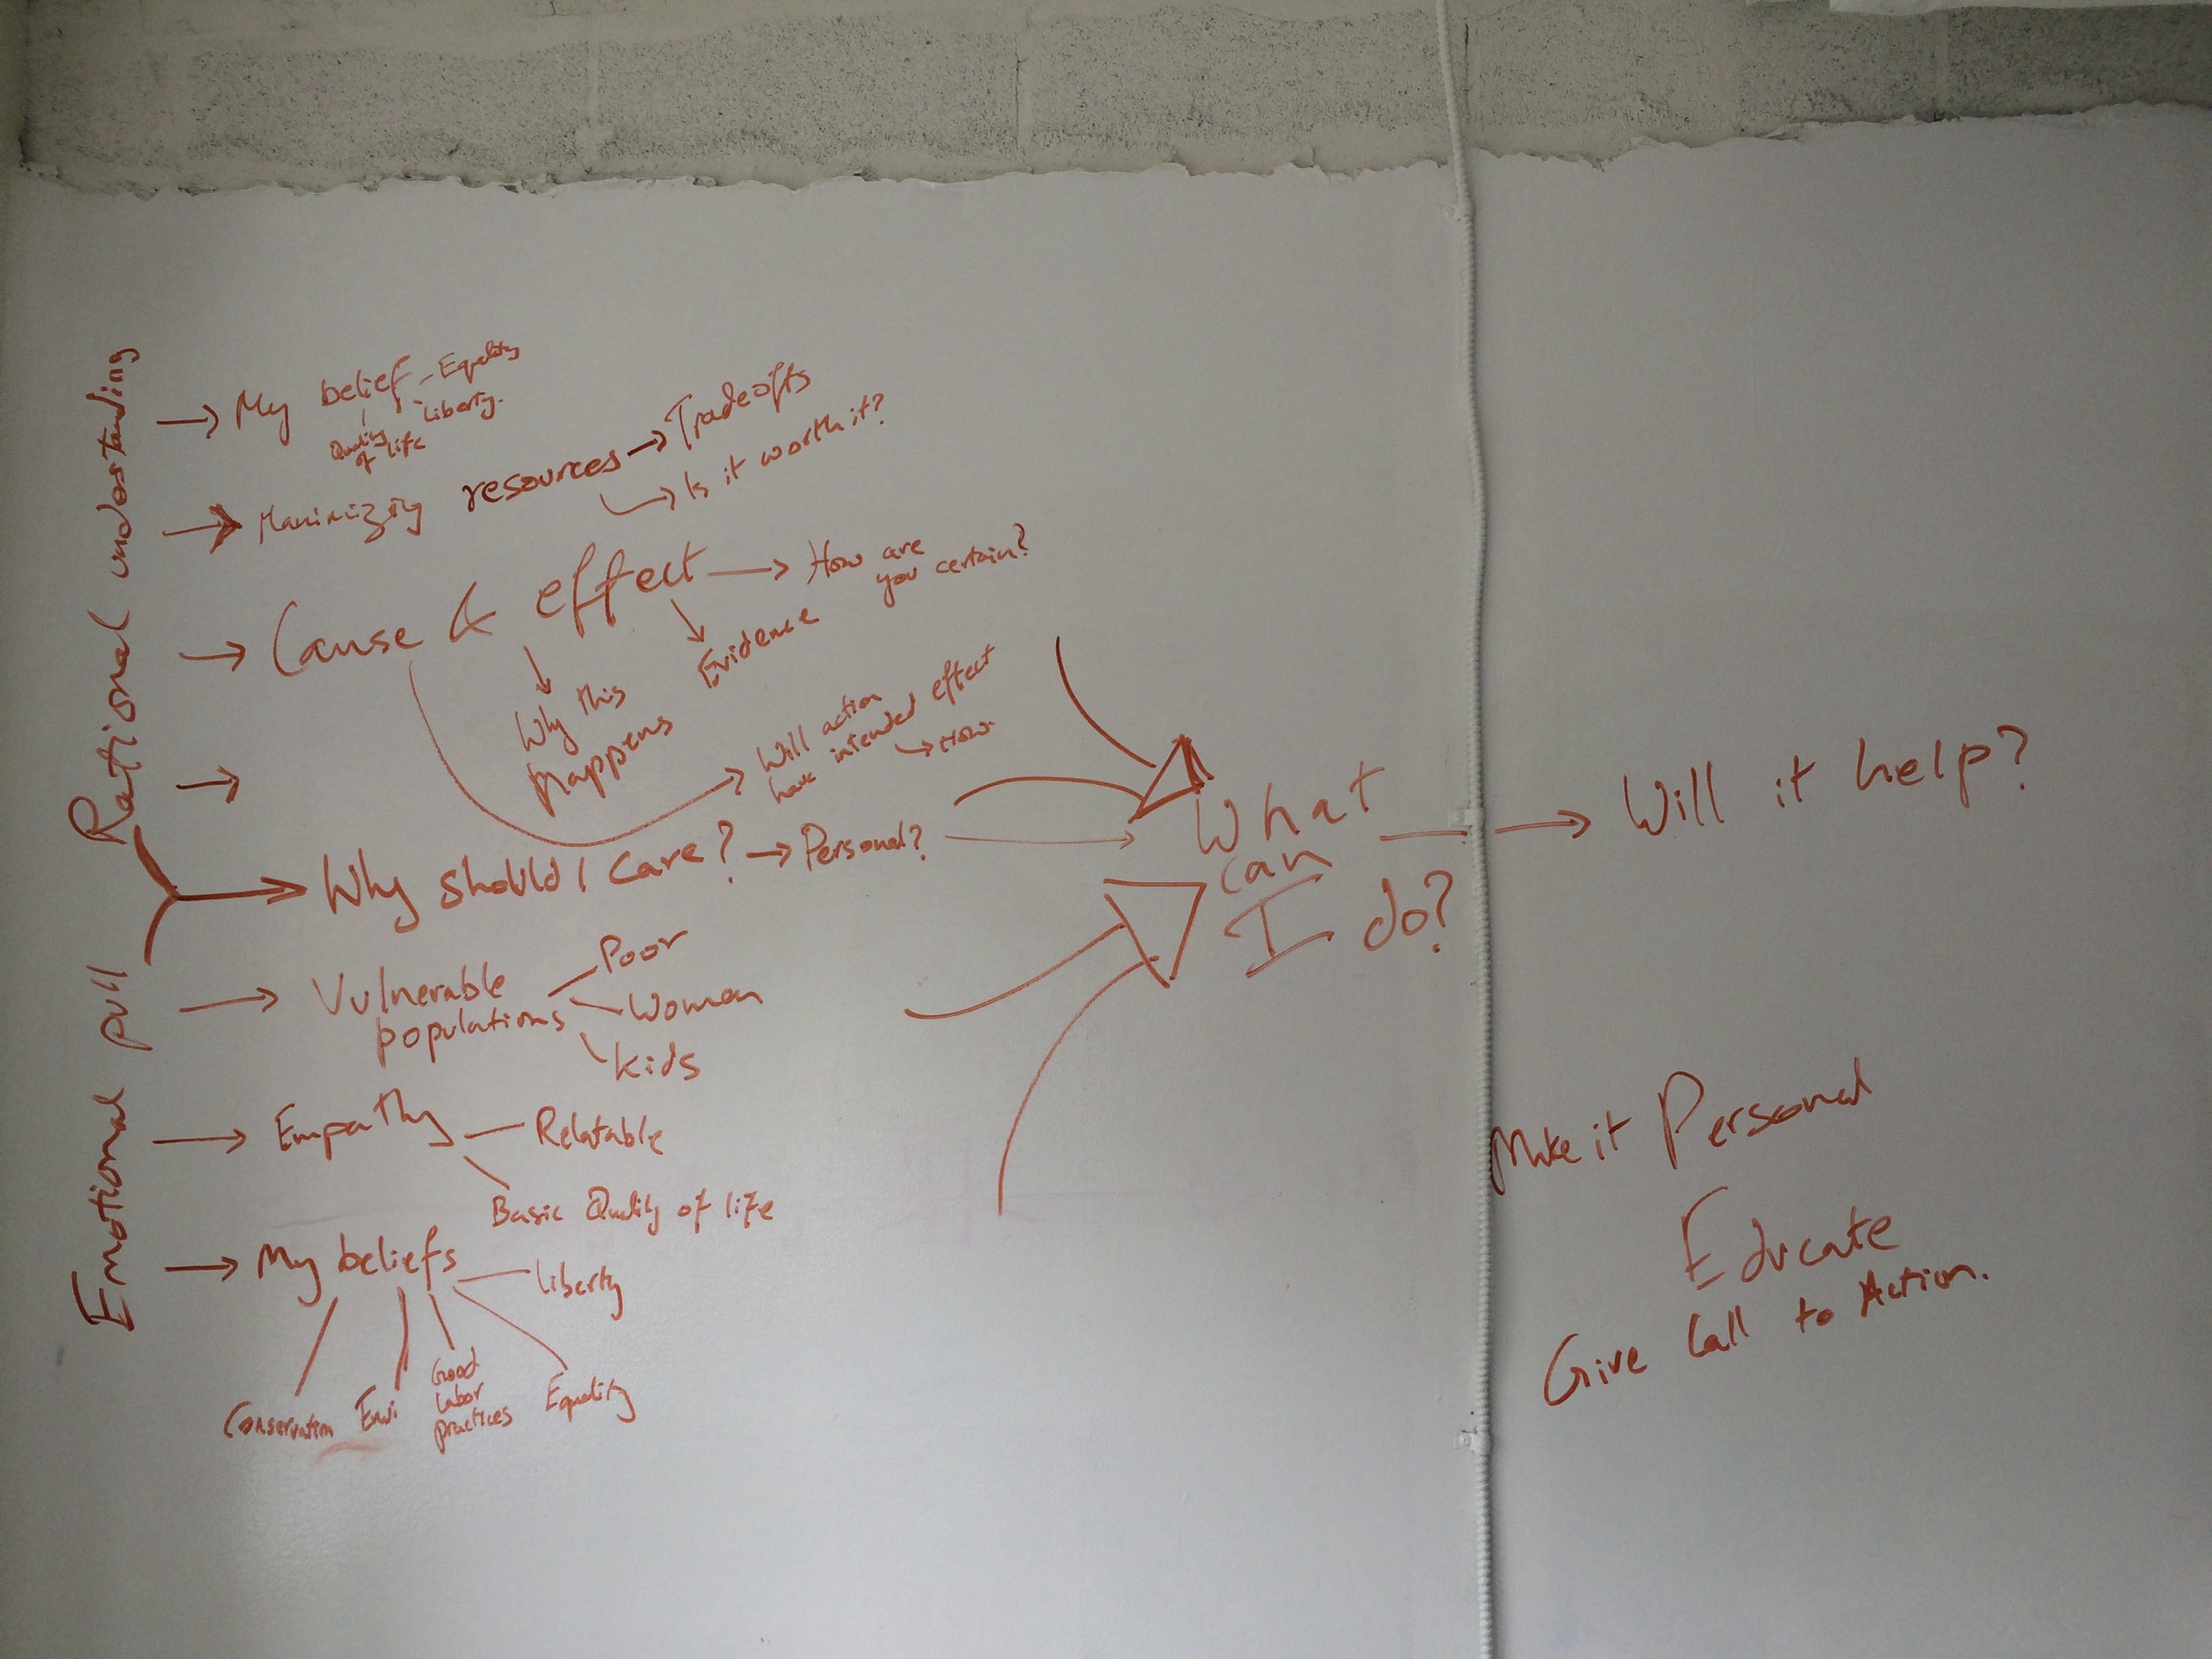 Rational understanding
My belief - Equality
- Liberty.
Quality
of life
Maximizing resources → Tradeoffs
→ Is it worth it?
Cause & effect → How are
you certain?
Evidence
Why this
happens
Will action
have intended effect
→ How.
Why should I care? → Personal?
What
can
I do?
→ Will it help?
Emotional pull
Vulnerable
populations
Poor
Women
Kids
Empathy
Relatable
Basic Quality of life
My beliefs
Liberty
Equality
Good
labor
practices
Envi
Conservation
Make it Personal
Educate
Give Call to Action.